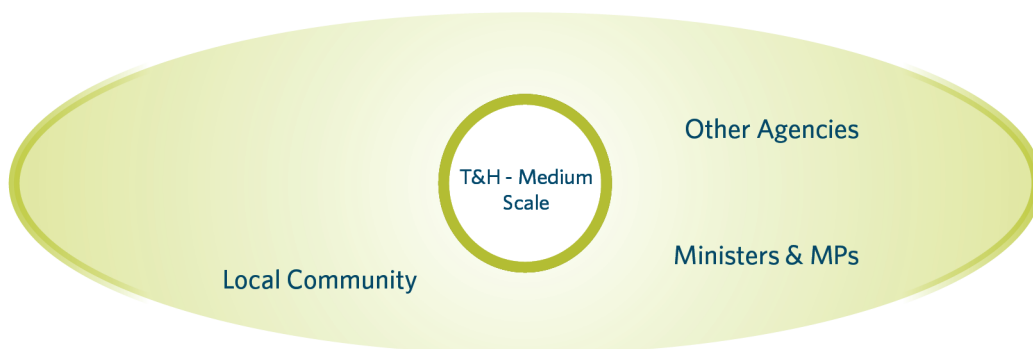 Other Agencies
T&H - Medium
Scale
Ministers & MPs
Local Community